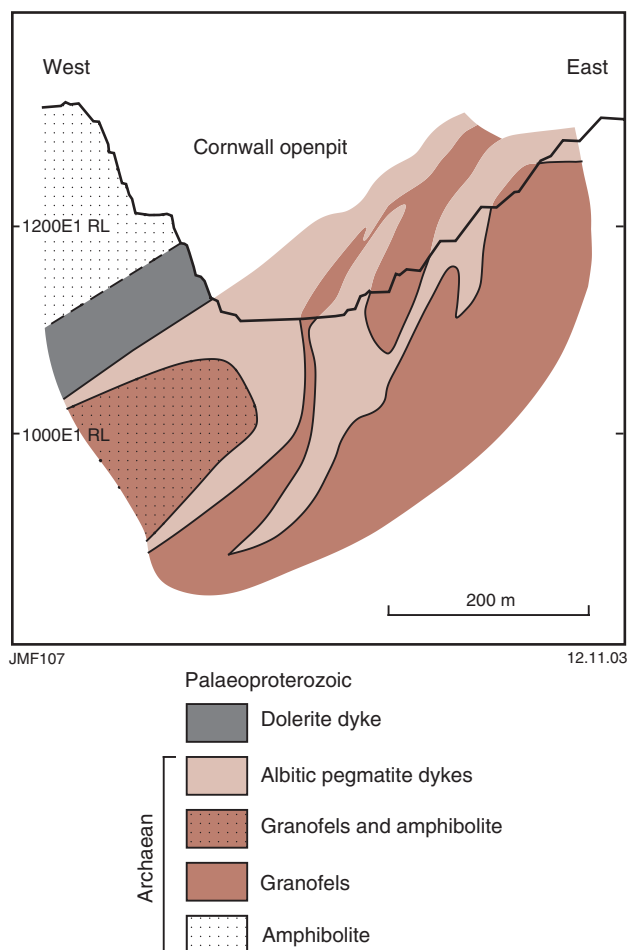 West East
Cornwall openpit
1200E1 RL
1000E1 RL
200 m
JMF107 12.11.03
Palaeoproterozoic
Dolerite dyke
Albitic pegmatite dykes
Granofels and amphibolite
Granofels
Amphibolite
Archaean